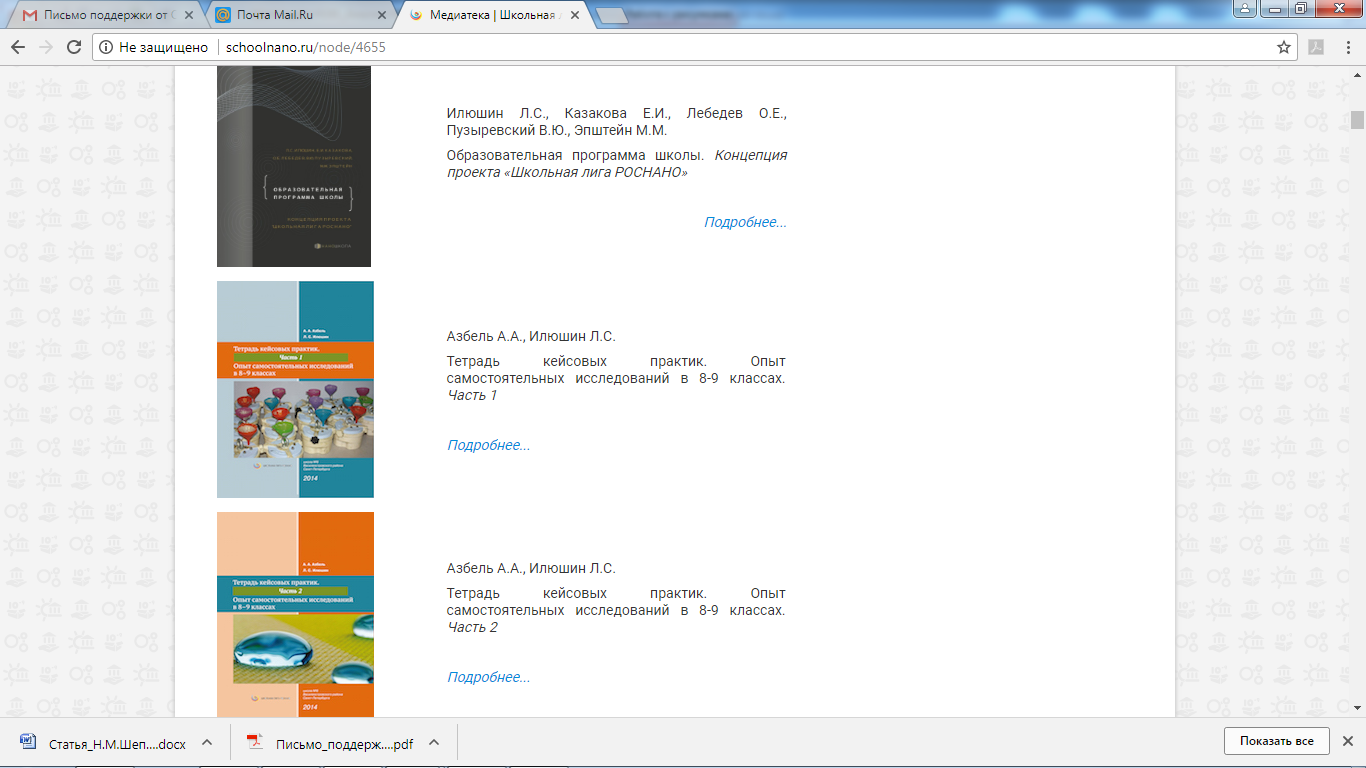 Письмо поддержки от С
Почта Mail.Ru
Медиатека | Школьная л
Не защищено
schoolnano.ru/node/4655
Илюшин Л.С., Казакова Е.И., Лебедев О.Е.,
Пузыревский В.Ю., Эпштейн М.М.
Образовательная программа школы. Концепция
проекта «Школьная лига РОСНАНО»
Подробнее...
ОБРАЗОВАТЕЛЬНАЯ
ПРОГРАММА ШКОЛЫ
Азбель А.А., Илюшин Л.С.
Тетрадь кейсовых практик. Опыт
самостоятельных исследований в 8-9 классах.
Часть 1
Подробнее...
А. А. Азбель
Л. С. Илюшин
Тетрадь кейсовых практик.
Часть 1
Опыт самостоятельных исследований
в 8–9 классах
2014
Азбель А.А., Илюшин Л.С.
Тетрадь кейсовых практик. Опыт
самостоятельных исследований в 8-9 классах.
Часть 2
Подробнее...
А. А. Азбель
Л. С. Илюшин
Тетрадь кейсовых практик.
Часть 2
Опыт самостоятельных исследований
в 8–9 классах
2014
Статья_Н.М.Шеп....docx
Письмо_поддерж....pdf
Показать все